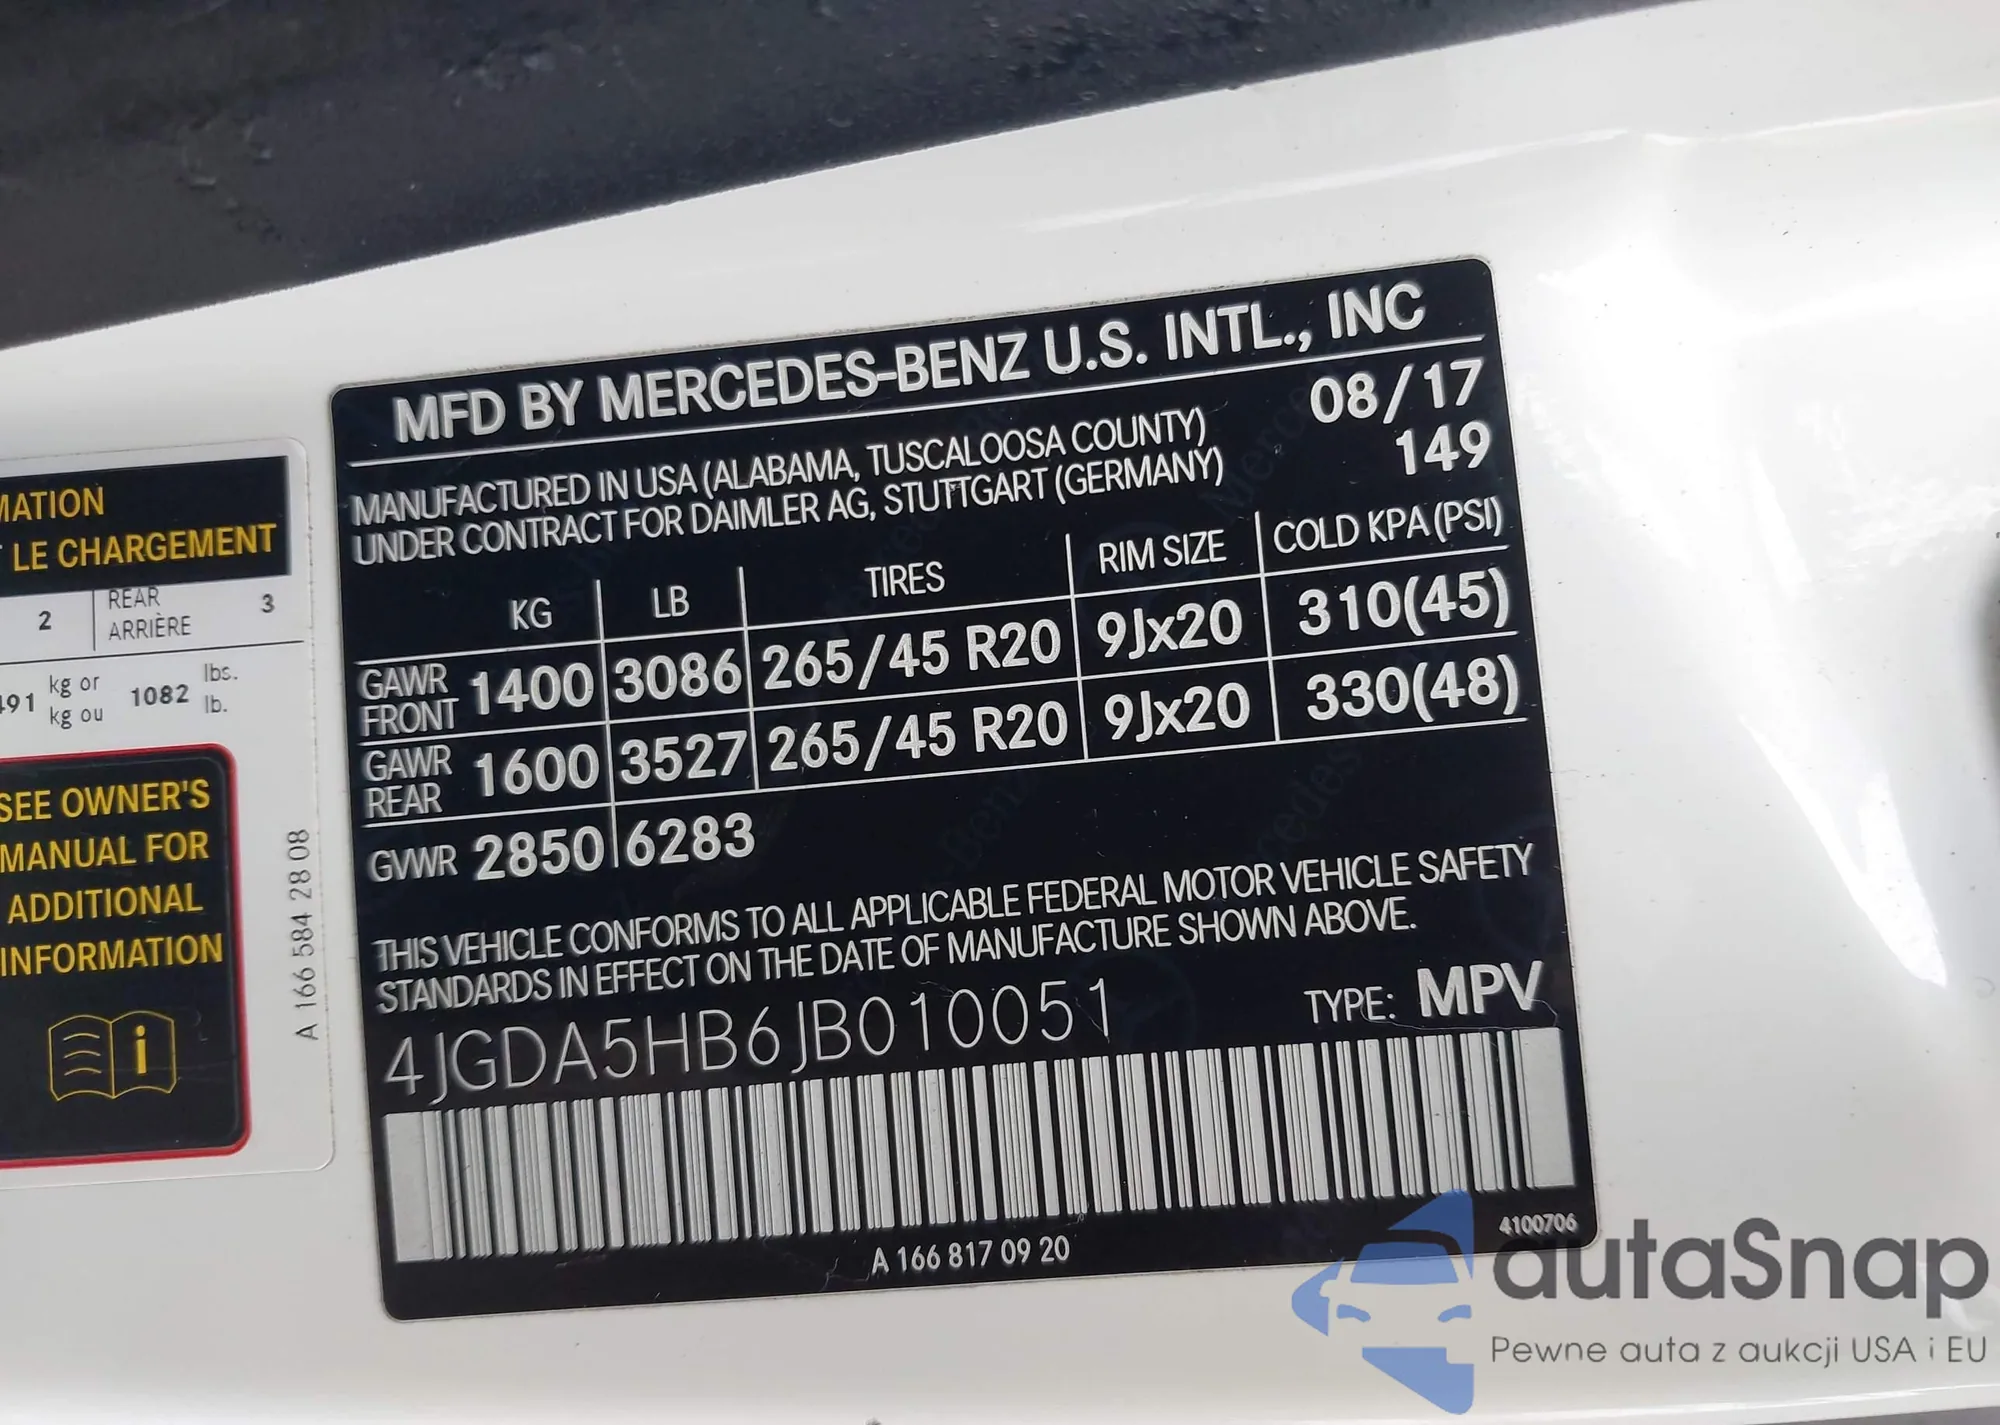 MATION
LE CHARGEMENT
2 REAR ARRIÈRE 3
491 kg or kg ou 1082 lbs. lb.
SEE OWNER'S
MANUAL FOR
ADDITIONAL
INFORMATION
i
A 166 584 28 08
MFD BY MERCEDES-BENZ U.S. INTL., INC
MANUFACTURED IN USA (ALABAMA, TUSCALOOSA COUNTY) 08/17
UNDER CONTRACT FOR DAIMLER AG, STUTTGART (GERMANY) 149
KG LB TIRES RIM SIZE COLD KPA (PSI)
GAWR FRONT 1400 3086 265/45 R20 9Jx20 310(45)
GAWR REAR 1600 3527 265/45 R20 9Jx20 330(48)
GVWR 2850 6283
THIS VEHICLE CONFORMS TO ALL APPLICABLE FEDERAL MOTOR VEHICLE SAFETY
STANDARDS IN EFFECT ON THE DATE OF MANUFACTURE SHOWN ABOVE.
4JGDA5HB6JB010051 TYPE: MPV
4100706
A 166 817 09 20
autaSnap
Pewne auta z aukcji USA i EU